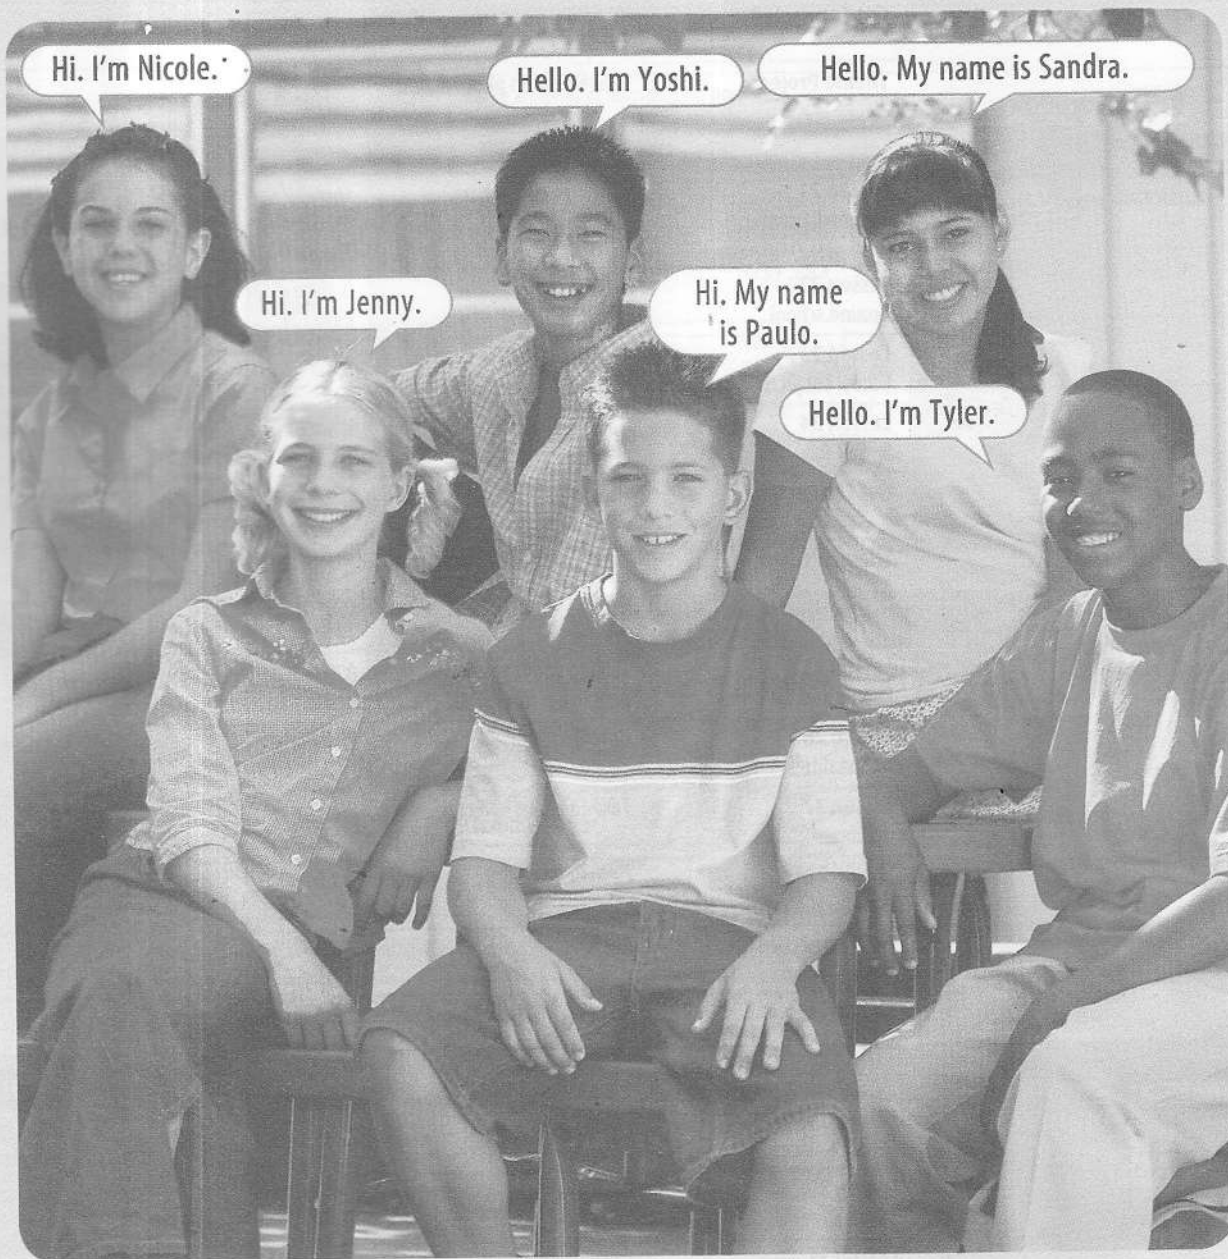 Hi. I'm Nicole.
Hello. I'm Yoshi.
Hello. My name is Sandra.
Hi. I'm Jenny.
Hi. My name
is Paulo.
Hello. I'm Tyler.